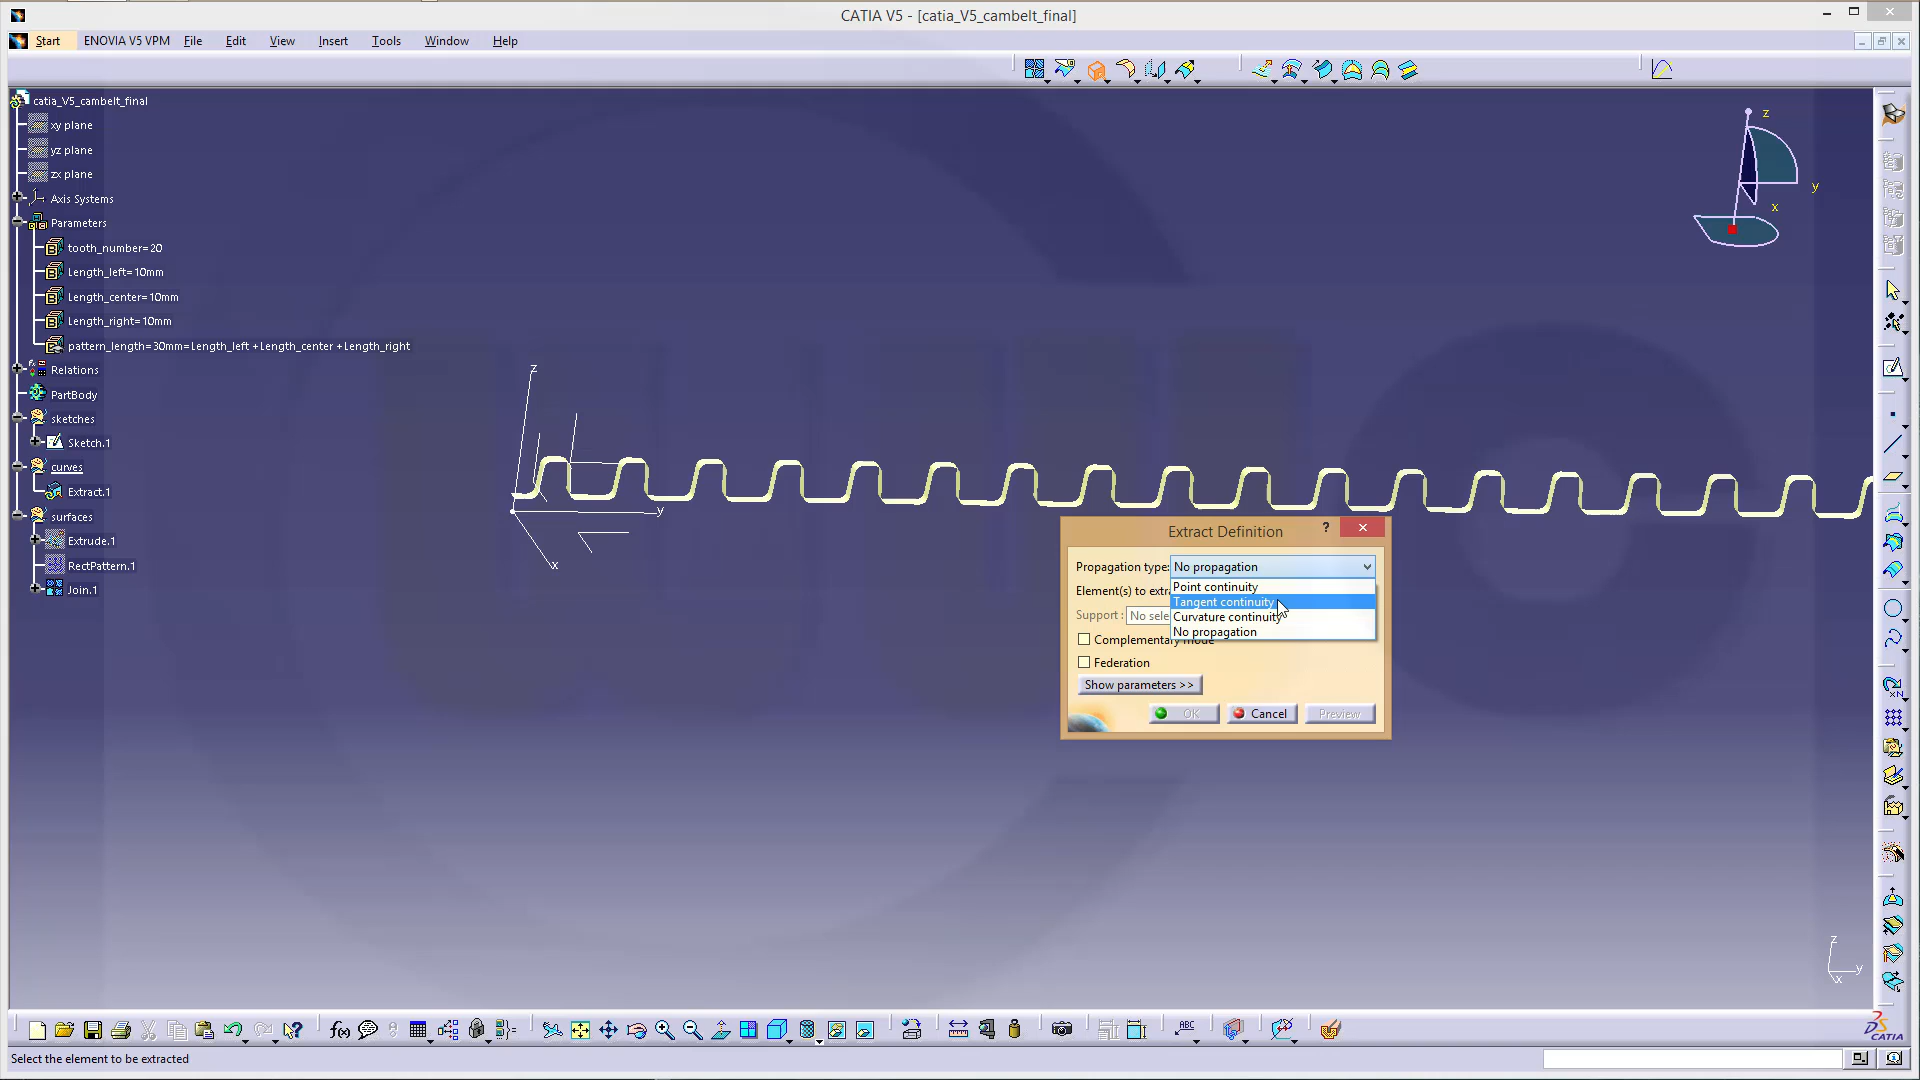 CATIA V5 - [catia_V5_cambelt_final]
Start ENOVIA V5 VPM File Edit View Insert Tools Window Help
catia_V5_cambelt_final
xy plane
yz plane
zx plane
Axis Systems
Parameters
tooth_number=20
Length_left=10mm
Length_center=10mm
Length_right=10mm
pattern_length=30mm=Length_left +Length_center +Length_right
Relations
PartBody
sketches
Sketch.1
curves
Extract.1
surfaces
Extrude.1
RectPattern.1
Join.1
z
y
x
z
y
x
Extract Definition ?
Propagation type: No propagation
Point continuity
Tangent continuity
Curvature continuity
No propagation
Element(s) to extra
Support : No sele
Complementary mode
Federation
Show parameters >>
OK Cancel Preview
z
y
x
f(x)
ABC
CATIA
Select the element to be extracted